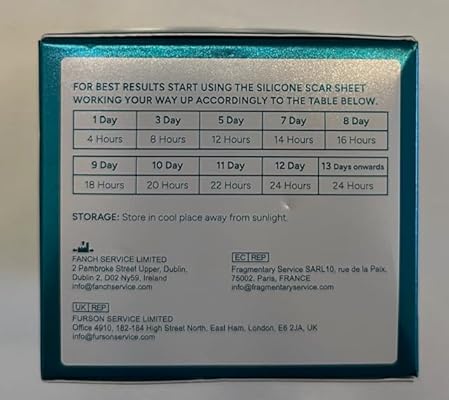 FOR BEST RESULTS START USING THE SILICONE SCAR SHEET
WORKING YOUR WAY UP ACCORDINGLY TO THE TABLE BELOW.
1 Day 3 Day 5 Day 7 Day 8 Day
4 Hours 8 Hours 12 Hours 14 Hours 16 Hours
9 Day 10 Day 11 Day 12 Day 13 Days onwards
18 Hours 20 Hours 22 Hours 24 Hours 24 Hours
STORAGE: Store in cool place away from sunlight.
FANCH SERVICE LIMITED
2 Pambroke Street Upper, Dublin,
Dublin 2, D02 Ny59, Ireland
info@fanchservice.com
EC REP
Fragmentary Service SARL10, rue de la Paix,
75002, Paris, FRANCE
info@fragmentaryservice.com
UK REP
FURSON SERVICE LIMITED
Office 4910, 182-184 High Street North, East Ham, London, E6 2JA, UK
info@fursonservice.com